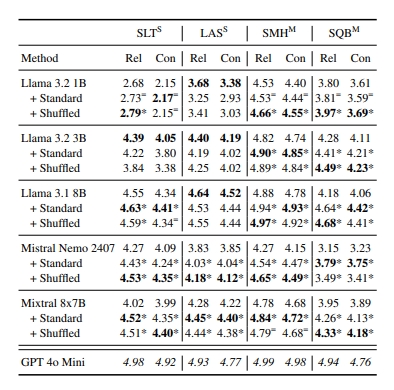 SLTS LASS SMHM SQBM
Method Rel Con Rel Con Rel Con Rel Con
Llama 3.2 1B 2.68 2.15 3.68 3.38 4.53 4.40 3.80 3.61
+ Standard 2.73= 2.17= 3.25 2.93 4.53= 4.44= 3.81= 3.59=
+ Shuffled 2.79* 2.15= 3.41 3.03 4.66* 4.55* 3.97* 3.69*
Llama 3.2 3B 4.39 4.05 4.40 4.19 4.82 4.74 4.28 4.11
+ Standard 4.22 3.80 4.19 4.02 4.90* 4.85* 4.41* 4.21*
+ Shuffled 3.84 3.38 4.25 4.02 4.89* 4.84* 4.49* 4.23*
Llama 3.1 8B 4.55 4.34 4.64 4.52 4.88 4.78 4.18 4.06
+ Standard 4.63* 4.41* 4.53 4.44 4.94* 4.93* 4.64* 4.42*
+ Shuffled 4.59* 4.34= 4.55 4.44 4.97* 4.92* 4.68* 4.41*
Mistral Nemo 2407 4.27 4.09 3.83 3.85 4.27 4.15 3.15 3.23
+ Standard 4.43* 4.24* 4.03* 4.04* 4.54* 4.47* 3.79* 3.75*
+ Shuffled 4.53* 4.35* 4.18* 4.12* 4.65* 4.49* 3.49* 3.41*
Mixtral 8x7B 4.02 3.99 4.28 4.22 4.78 4.68 3.95 3.89
+ Standard 4.52* 4.35* 4.45* 4.40* 4.84* 4.72* 4.26* 4.13*
+ Shuffled 4.51* 4.40* 4.44* 4.38* 4.79= 4.68= 4.33* 4.18*
GPT 4o Mini 4.98 4.92 4.93 4.77 4.99 4.98 4.94 4.76